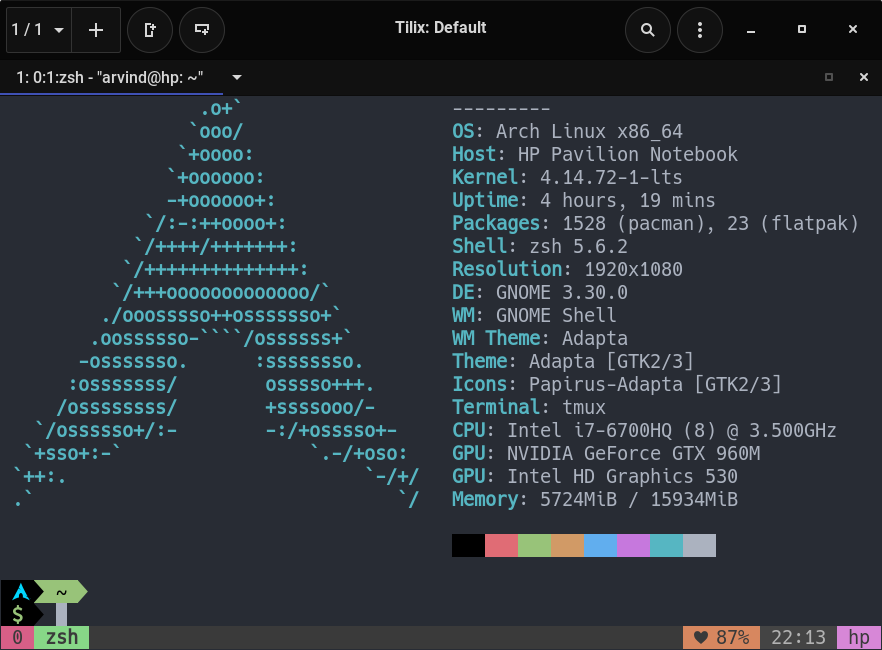 1 / 1
Tilix: Default
1: 0:1:zsh - "arvind@hp: ~"
.o+`
`ooo/
`+oooo:
`+oooooo:
-+oooooo+:
`/:-:++oooo+:
`/++++/+++++++:
`/++++++++++++++:
`/+++ooooooooooooo/`
./ooosssso++osssssso+`
.oossssso-````/ossssss+`
-osssssso.      :ssssssso.
:osssssss/        osssso+++.
/ossssssss/        +ssssooo/-
`/ossssso+/:-        -:/+osssso+-
`+sso+:-`                 `.-/+oso:
`++:.                           `-/+/
.`                                 `/
---------
OS: Arch Linux x86_64
Host: HP Pavilion Notebook
Kernel: 4.14.72-1-lts
Uptime: 4 hours, 19 mins
Packages: 1528 (pacman), 23 (flatpak)
Shell: zsh 5.6.2
Resolution: 1920x1080
DE: GNOME 3.30.0
WM: GNOME Shell
WM Theme: Adapta
Theme: Adapta [GTK2/3]
Icons: Papirus-Adapta [GTK2/3]
Terminal: tmux
CPU: Intel i7-6700HQ (8) @ 3.500GHz
GPU: NVIDIA GeForce GTX 960M
GPU: Intel HD Graphics 530
Memory: 5724MiB / 15934MiB
~
$
0 zsh ♥ 87% 22:13 hp